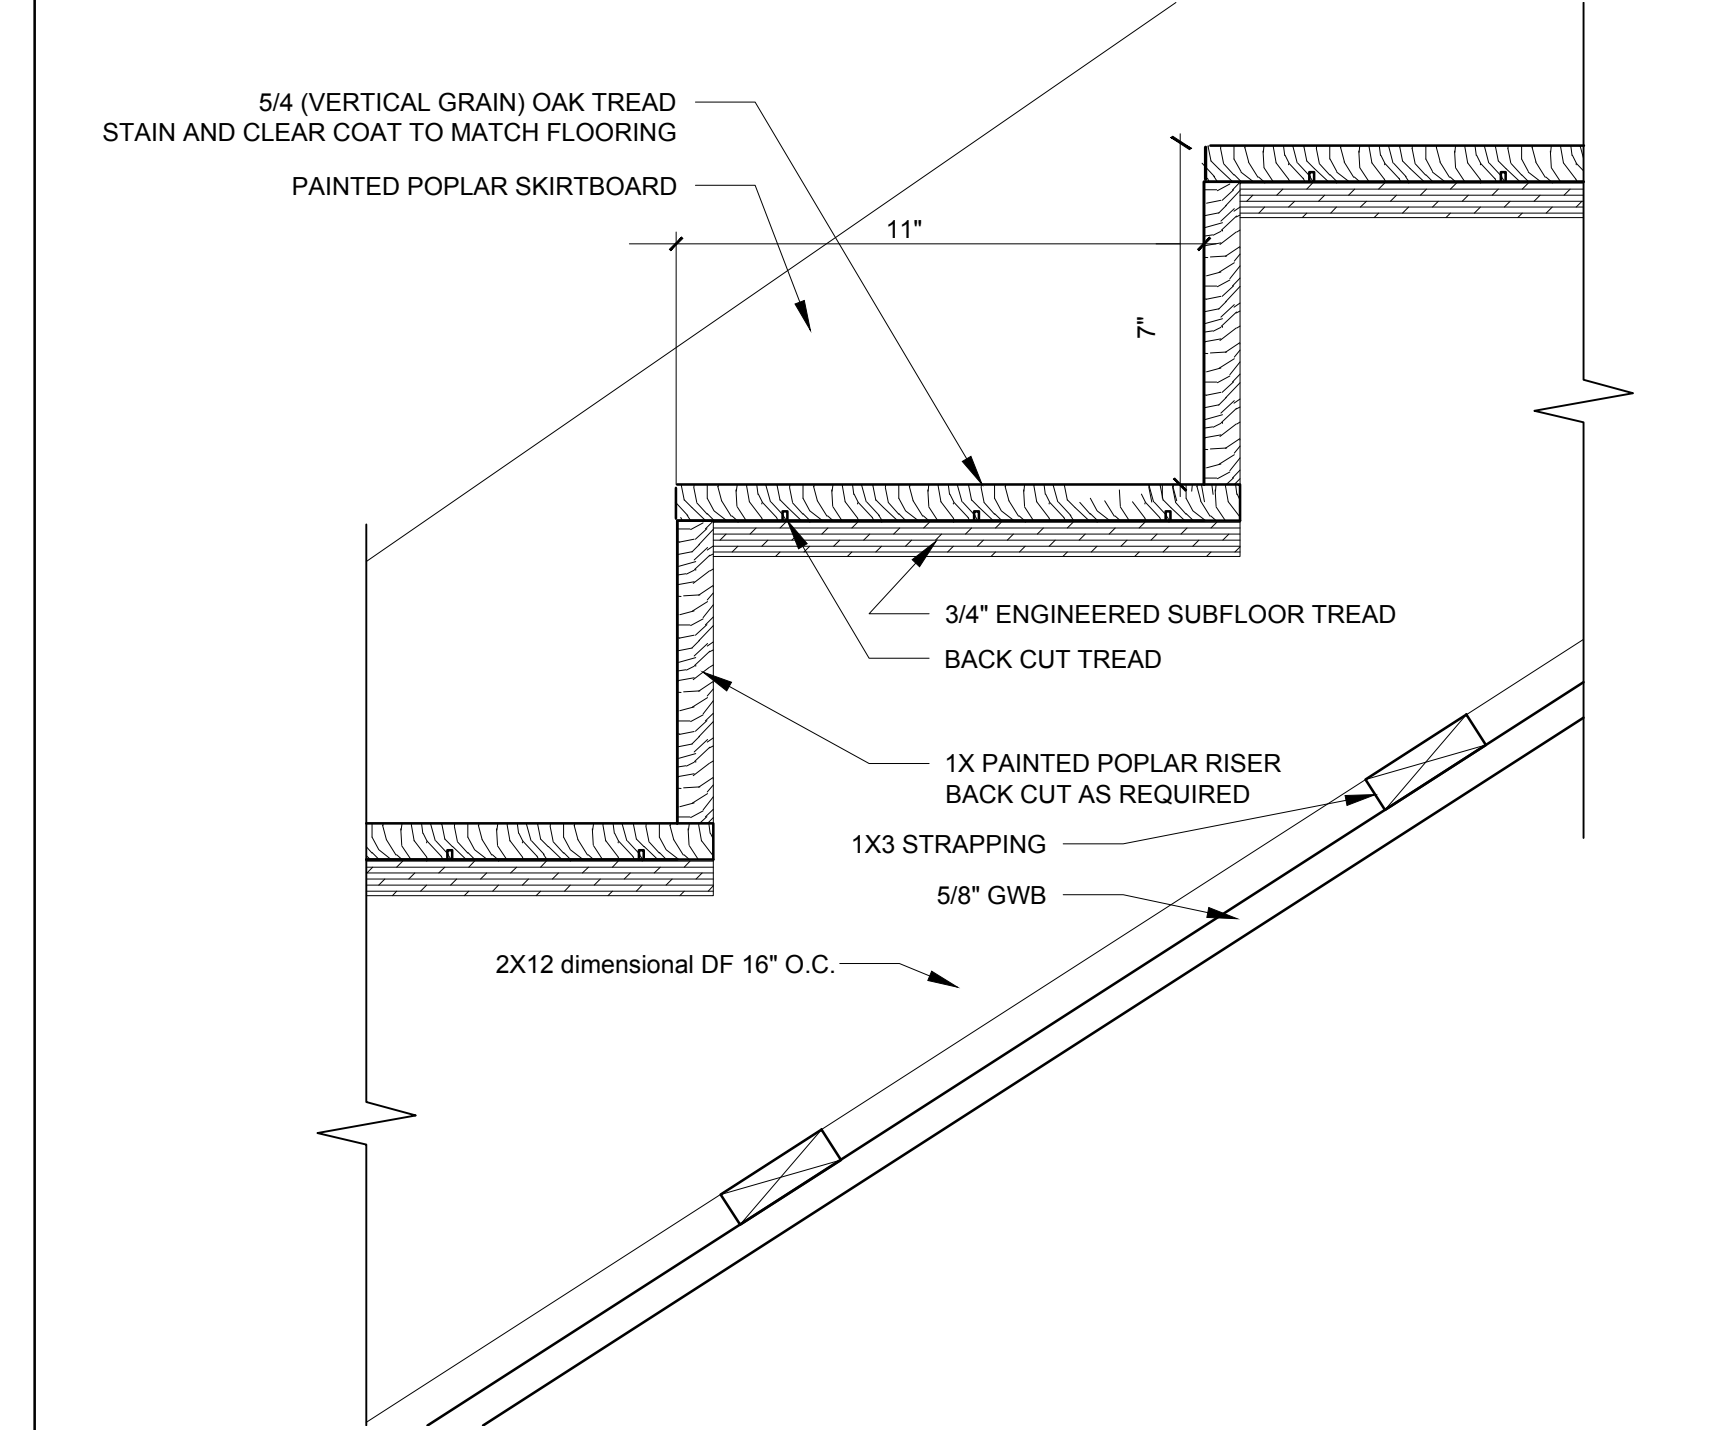 5/4 (VERTICAL GRAIN) OAK TREAD
STAIN AND CLEAR COAT TO MATCH FLOORING
PAINTED POPLAR SKIRTBOARD
11"
7"
3/4" ENGINEERED SUBFLOOR TREAD
BACK CUT TREAD
1X PAINTED POPLAR RISER
BACK CUT AS REQUIRED
1X3 STRAPPING
5/8" GWB
2X12 dimensional DF 16" O.C.